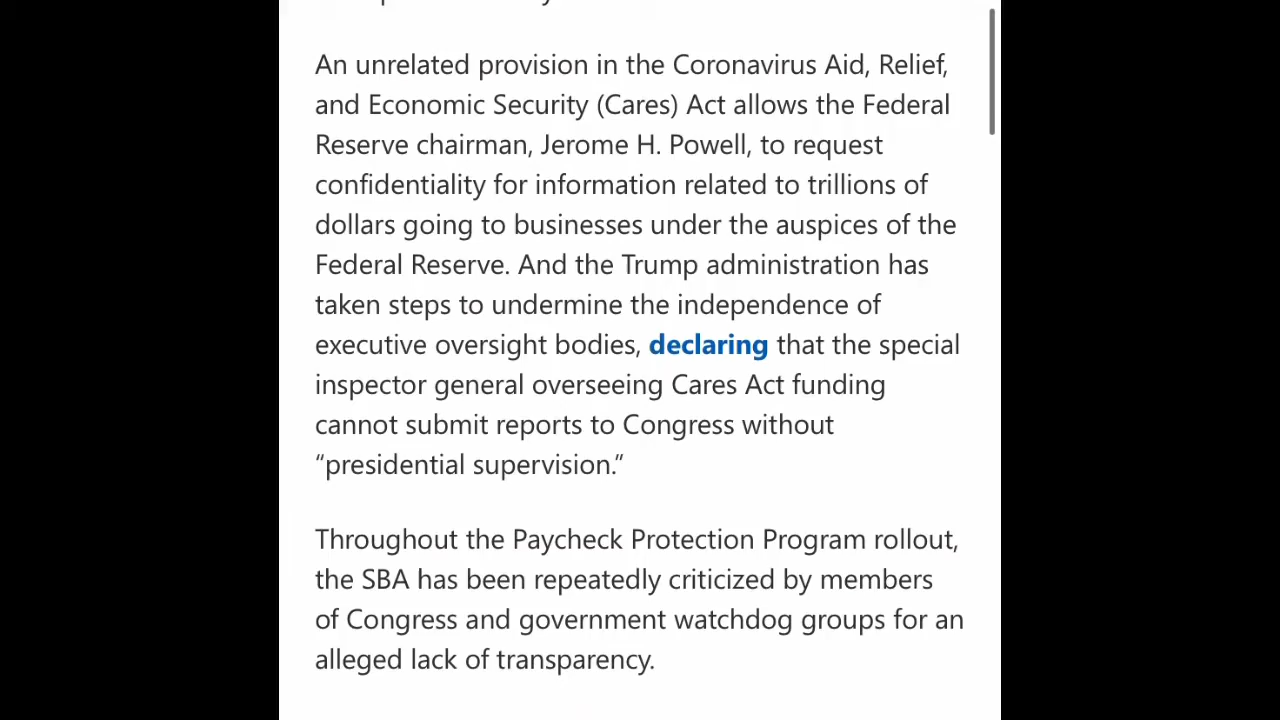 An unrelated provision in the Coronavirus Aid, Relief,
and Economic Security (Cares) Act allows the Federal
Reserve chairman, Jerome H. Powell, to request
confidentiality for information related to trillions of
dollars going to businesses under the auspices of the
Federal Reserve. And the Trump administration has
taken steps to undermine the independence of
executive oversight bodies, declaring that the special
inspector general overseeing Cares Act funding
cannot submit reports to Congress without
“presidential supervision.”
Throughout the Paycheck Protection Program rollout,
the SBA has been repeatedly criticized by members
of Congress and government watchdog groups for an
alleged lack of transparency.